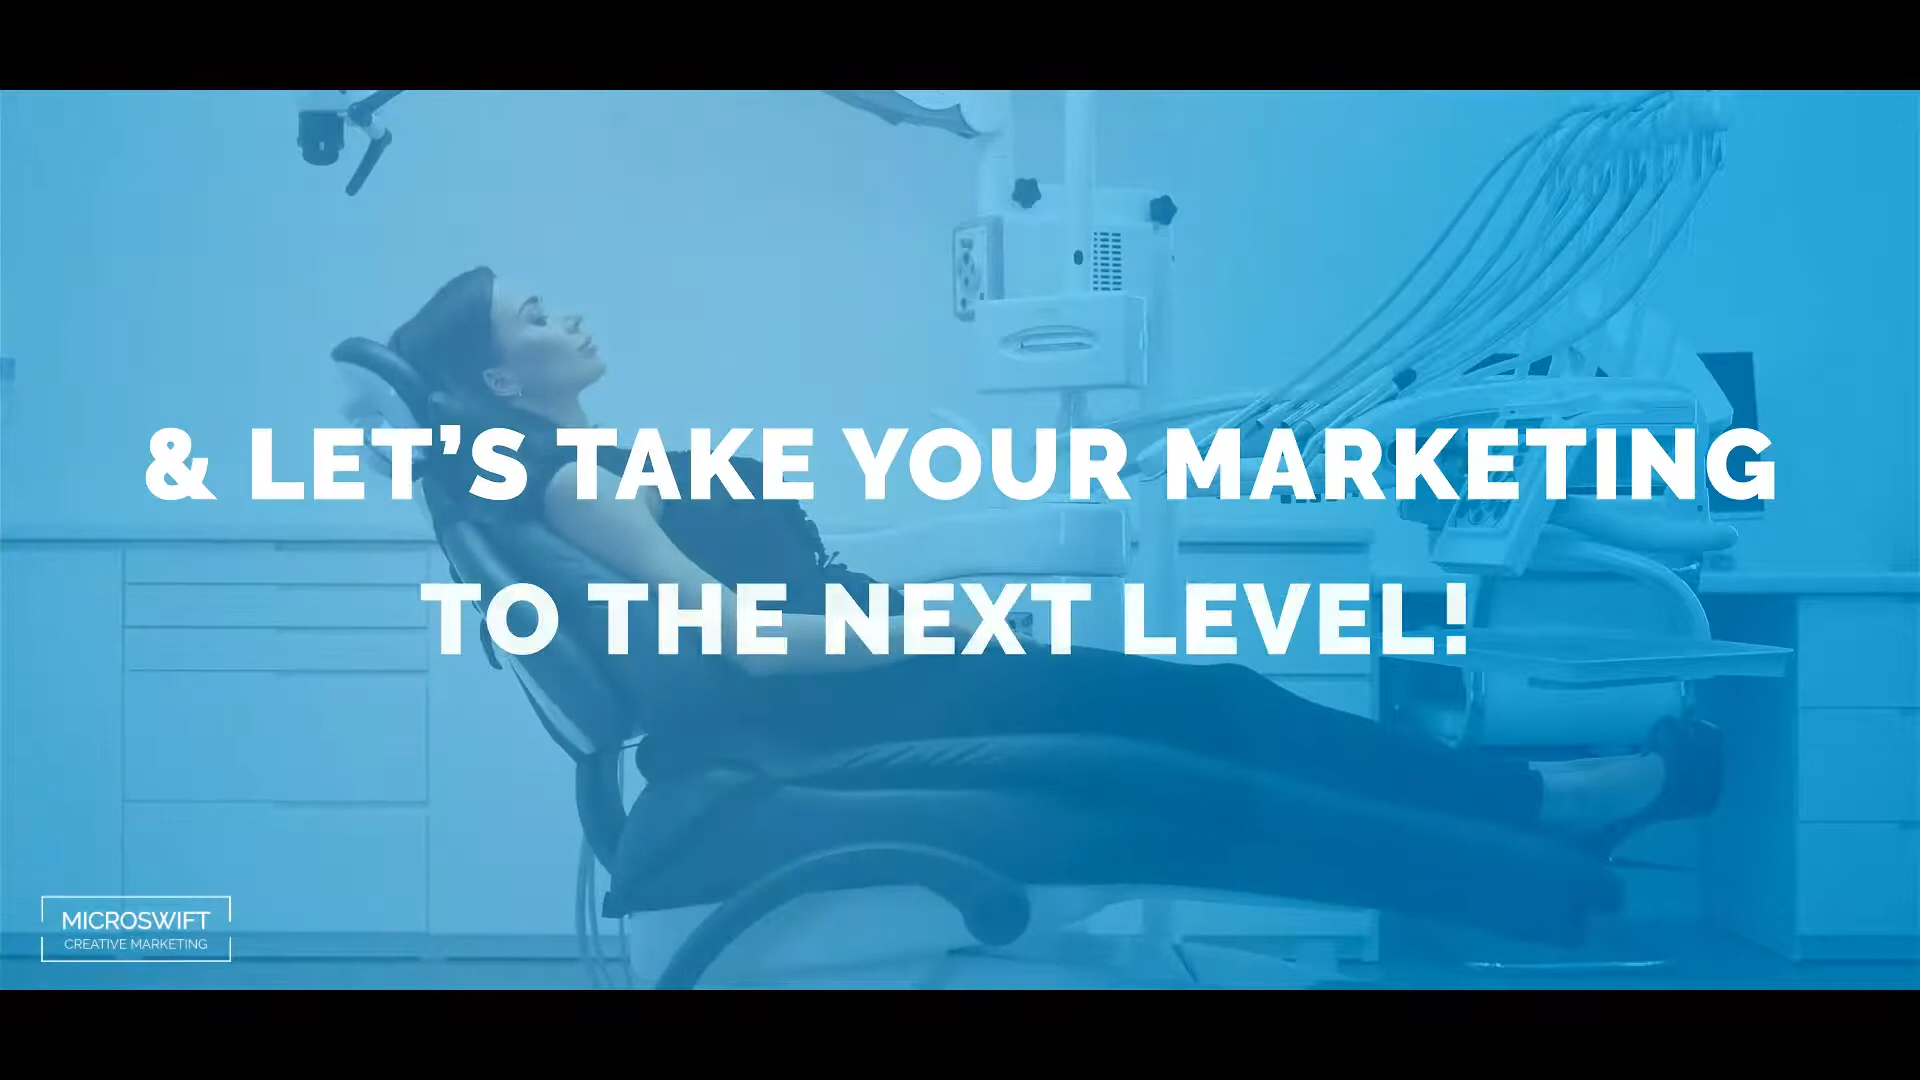 & LET’S TAKE YOUR MARKETING
TO THE NEXT LEVEL!
MICROSWIFT
CREATIVE MARKETING